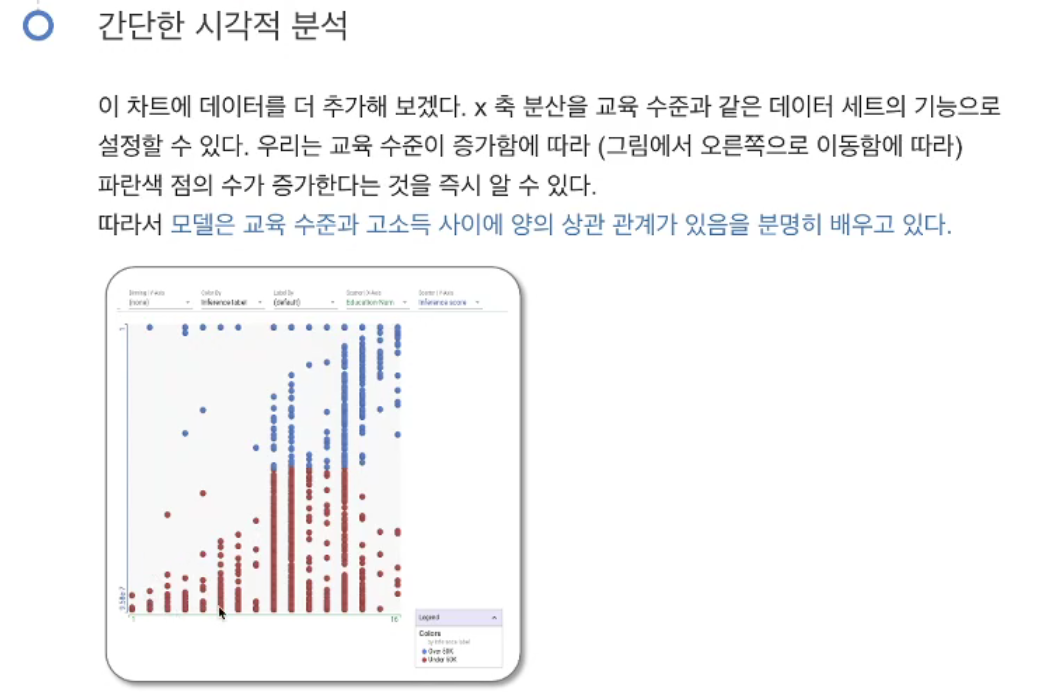 간단한 시각적 분석
이 차트에 데이터를 더 추가해 보겠다. x 축 분산을 교육 수준과 같은 데이터 세트의 기능으로
설정할 수 있다. 우리는 교육 수준이 증가함에 따라 (그림에서 오른쪽으로 이동함에 따라)
파란색 점의 수가 증가한다는 것을 즉시 알 수 있다.
따라서 모델은 교육 수준과 고소득 사이에 양의 상관 관계가 있음을 분명히 배우고 있다.
Binning | Y-Axis Color By Label By Scatter | X-Axis Scatter | Y-Axis
(none) Inference label (default) Education-Num Inference score
1
1 16
Legend
Colors
by Inference label
Over 50K
Under 50K